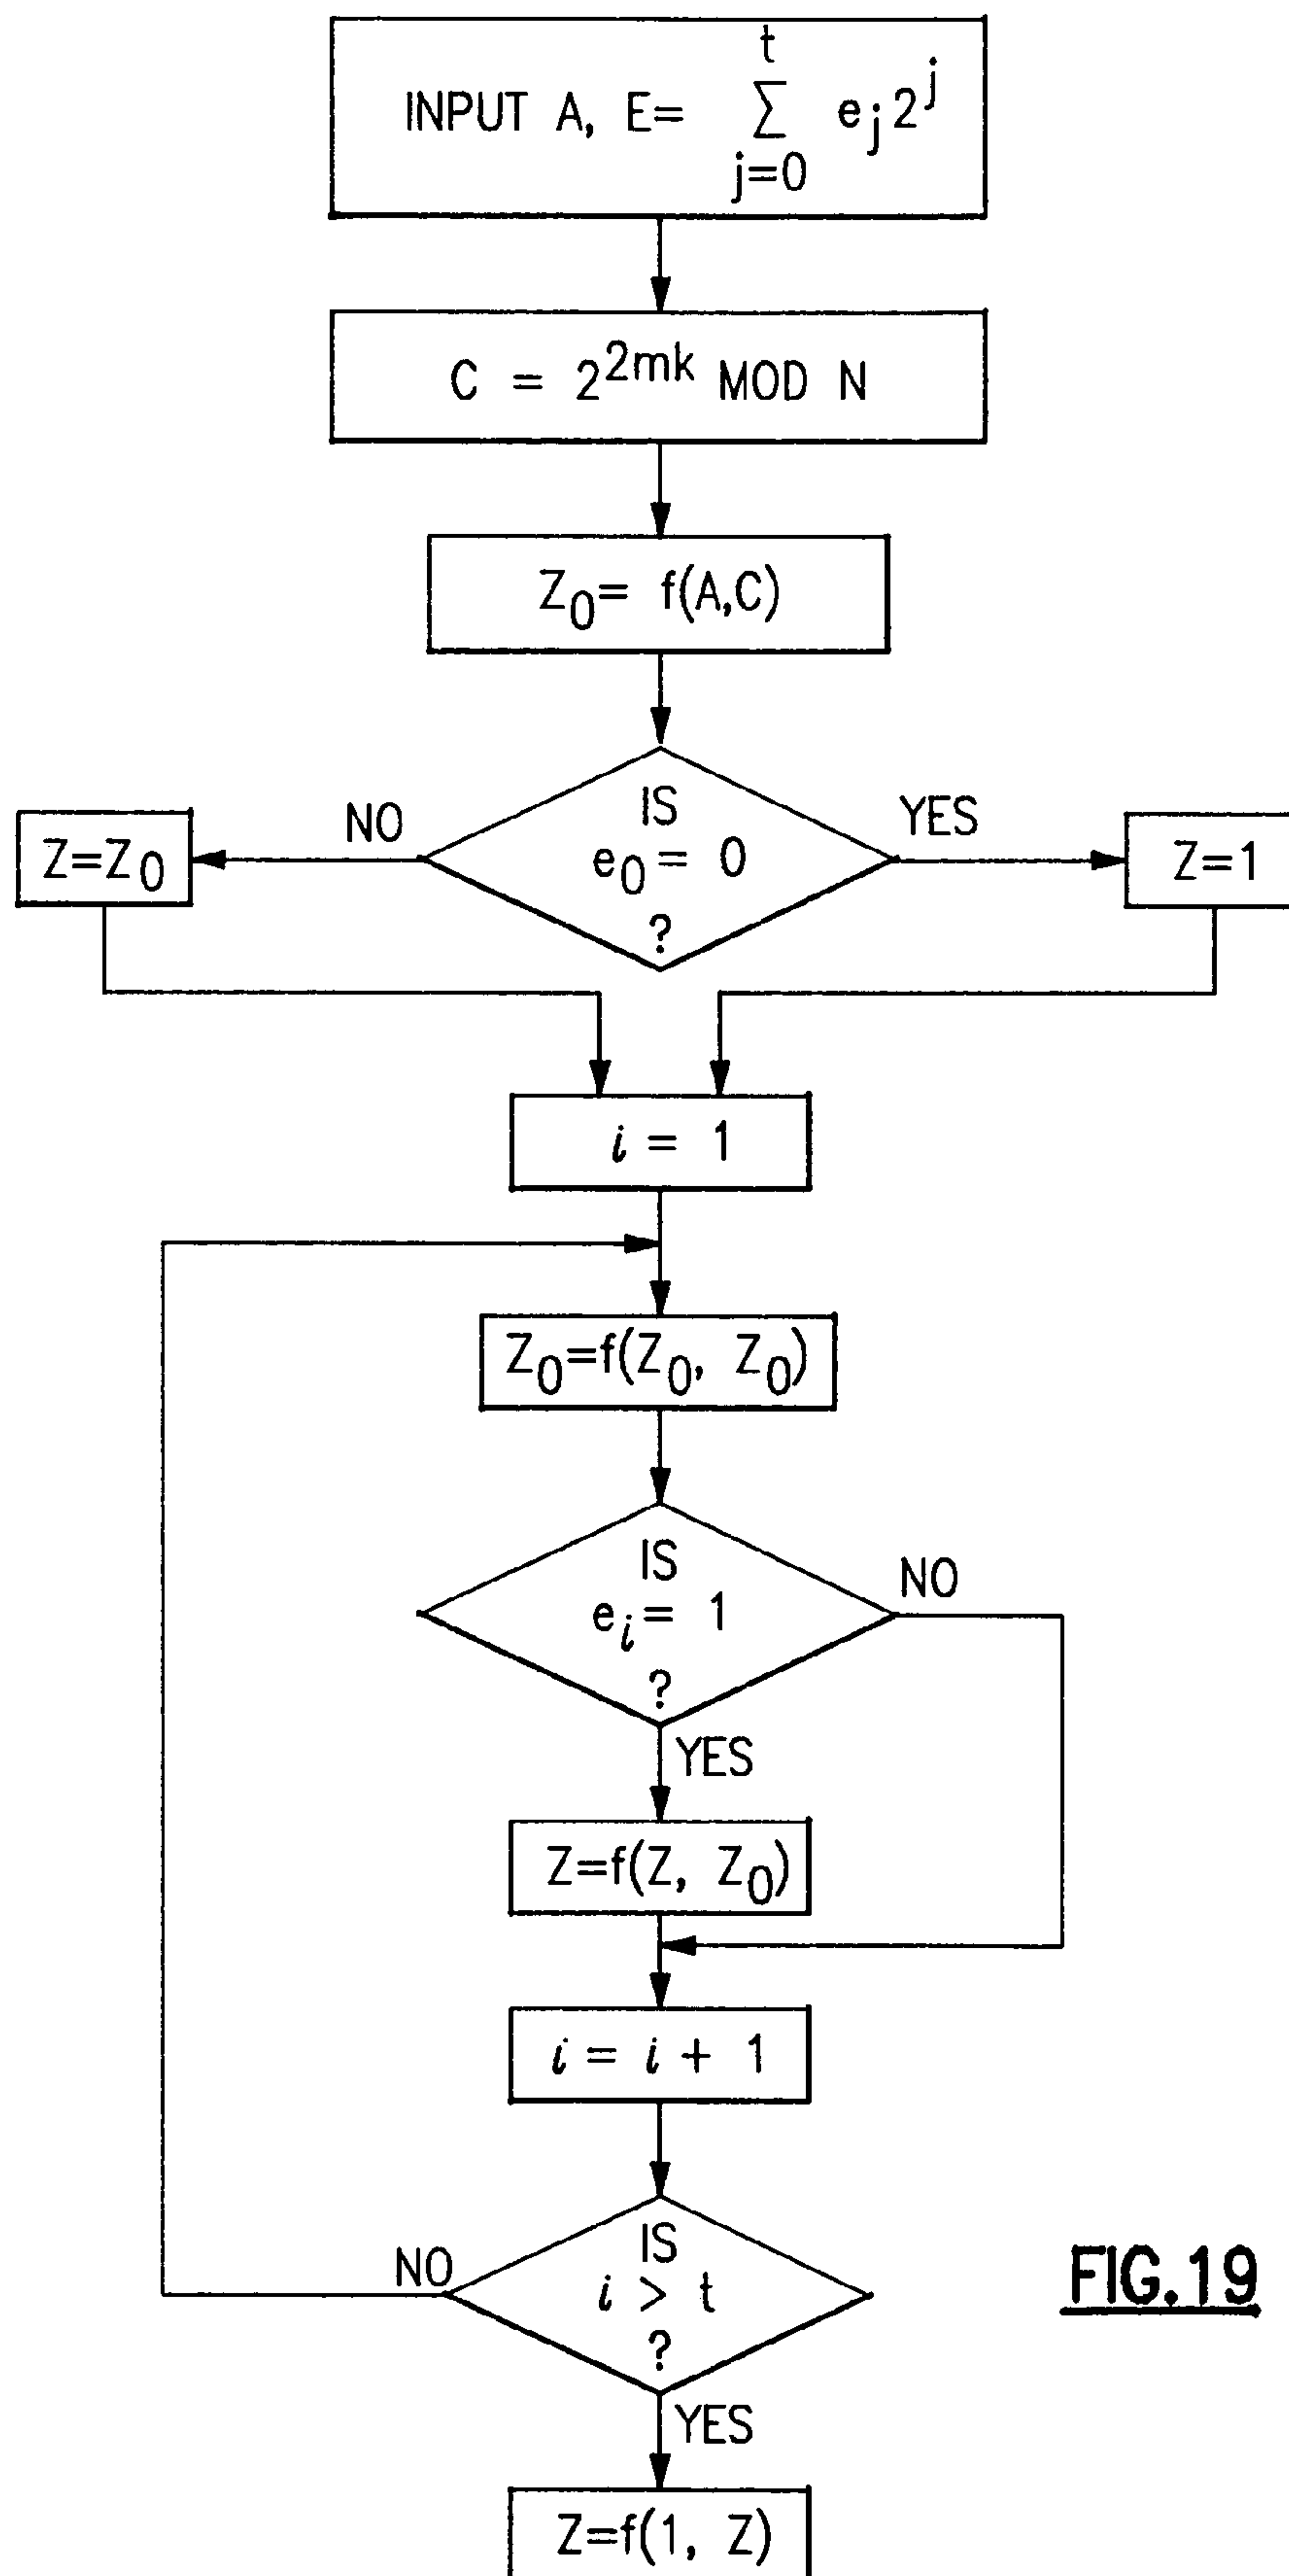 t
INPUT A, E= ∑ e_j 2^j
j=0
C = 2^{2mk} MOD N
Z_0 = f(A,C)
NO
IS
YES
Z=Z_0
e_0 = 0
Z=1
?
i = 1
Z_0=f(Z_0, Z_0)
IS
NO
e_i = 1
?
YES
Z=f(Z, Z_0)
i = i + 1
IS
NO
i > t
?
FIG.19
YES
Z=f(1, Z)